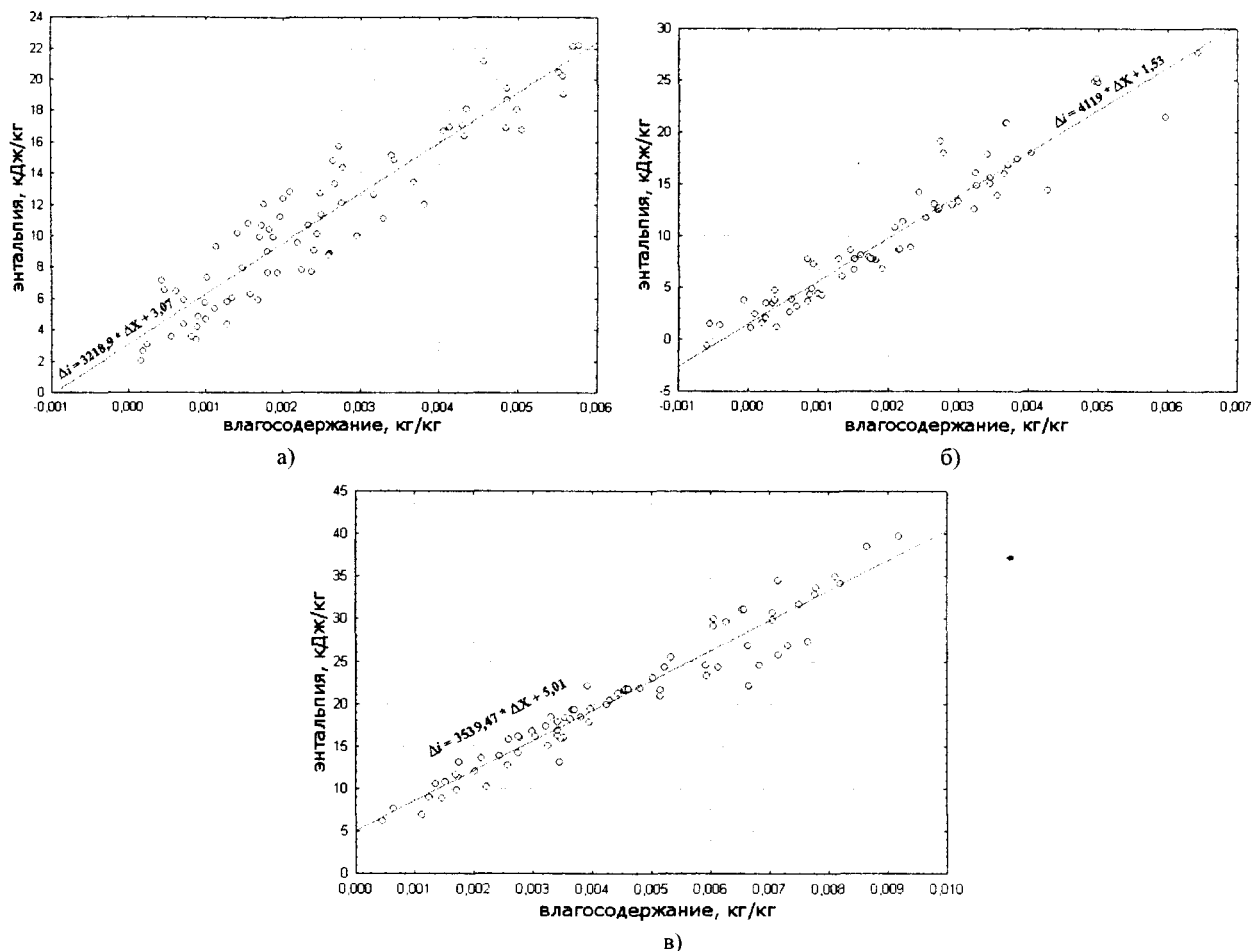 24
22
20
18
16
14
12
10
8
6
4
2
0
энтальпия, кДж/кг
Δi = 3218,9 * ΔX + 3,07
-0.001 0,000 0,001 0,002 0,003 0,004 0,005 0,006
влагосодержание, кг/кг
а)
30
25
20
15
10
5
0
-5
энтальпия, кДж/кг
Δi = 4119 * ΔX + 1,53
-0,001 0,000 0,001 0,002 0,003 0,004 0,005 0,006 0,007
влагосодержание, кг/кг
б)
45
40
35
30
25
20
15
10
5
0
энтальпия, кДж/кг
Δi = 3539,47 * ΔX + 5,01
0,000 0,001 0,002 0,003 0,004 0,005 0,006 0,007 0,008 0,009 0,010
влагосодержание, кг/кг
в)